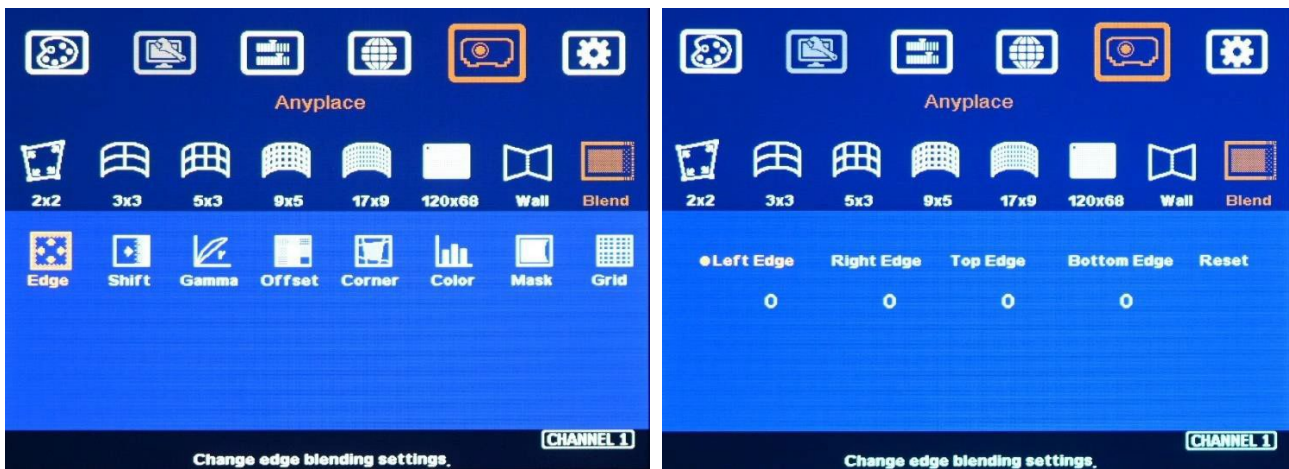 Anyplace
2x2 3x3 5x3 9x5 17x9 120x68 Wall Blend
Edge Shift Gamma Offset Corner Color Mask Grid
CHANNEL 1
Change edge blending settings.
Anyplace
2x2 3x3 5x3 9x5 17x9 120x68 Wall Blend
Left Edge Right Edge Top Edge Bottom Edge Reset
0 0 0 0
CHANNEL 1
Change edge blending settings.